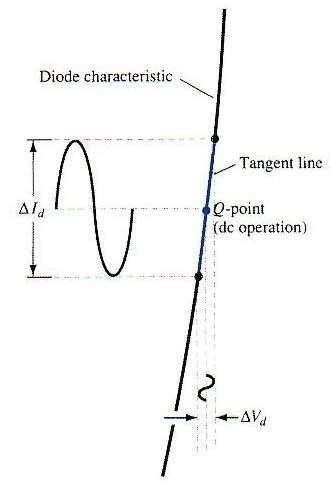 Diode characteristic
Tangent line
ΔI_d
Q-point
(dc operation)
ΔV_d